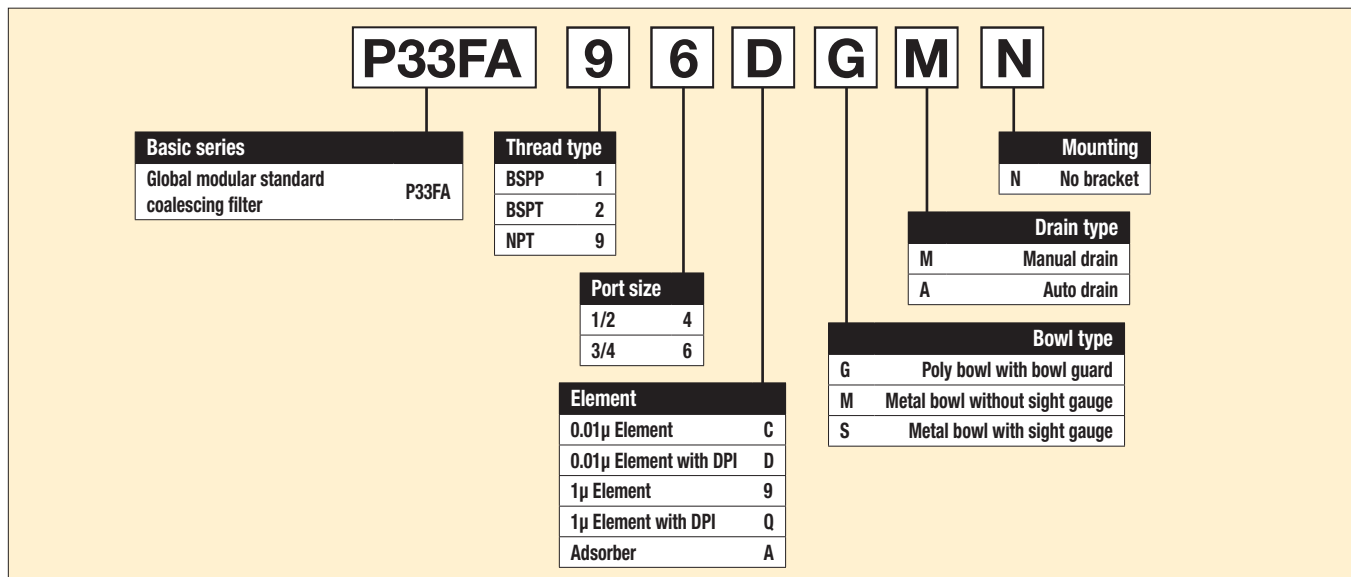 P33FA 9 6 D G M N
Basic series
Global modular standard
coalescing filter P33FA
Thread type
BSPP 1
BSPT 2
NPT 9
Port size
1/2 4
3/4 6
Element
0.01µ Element C
0.01µ Element with DPI D
1µ Element 9
1µ Element with DPI Q
Adsorber A
Mounting
N No bracket
Drain type
M Manual drain
A Auto drain
Bowl type
G Poly bowl with bowl guard
M Metal bowl without sight gauge
S Metal bowl with sight gauge